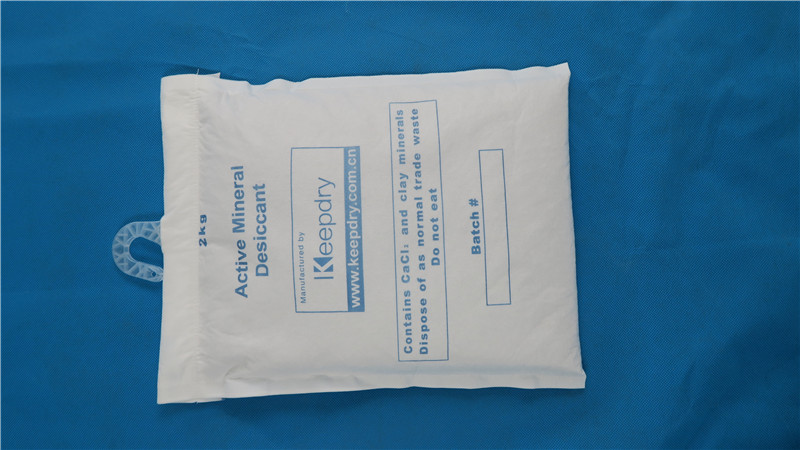 2kg
Active Mineral
Desiccant
Manufactured by
Keepdry
www.keepdry.com.cn
Contains CaCl₂ and clay minerals
Dispose of as normal trade waste
Do not eat
Batch #